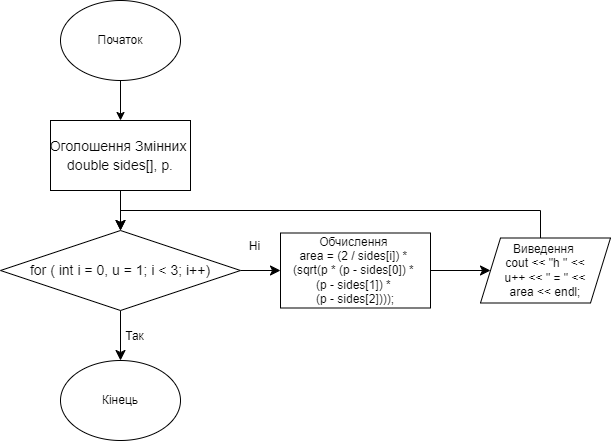 Початок
Оголошення Змінних
double sides[], p.
for ( int i = 0, u = 1; i < 3; i++)
Ні
Обчислення
area = (2 / sides[i]) *
(sqrt(p * (p - sides[0]) *
(p - sides[1]) *
(p - sides[2])));
Виведення
cout << "h " <<
u++ << " = " <<
area << endl;
Так
Кінець